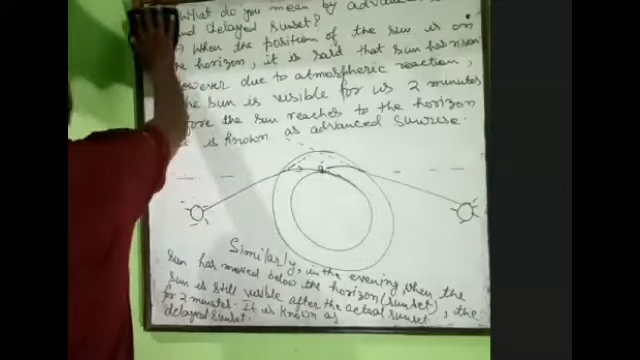 What do you mean by advanced
and delayed sunset?
When the position of the sun is on
the horizon, it is said that sun has risen
however due to atmospheric reaction,
the sun is visible for us 2 minutes
before the sun reaches to the horizon
It is known as advanced sunrise.
Similarly, in the evening when the
sun has moved below the horizon (sunset), the
sun is still visible after the actual sunset
for 2 minutes. It is known as
delayed sunset.